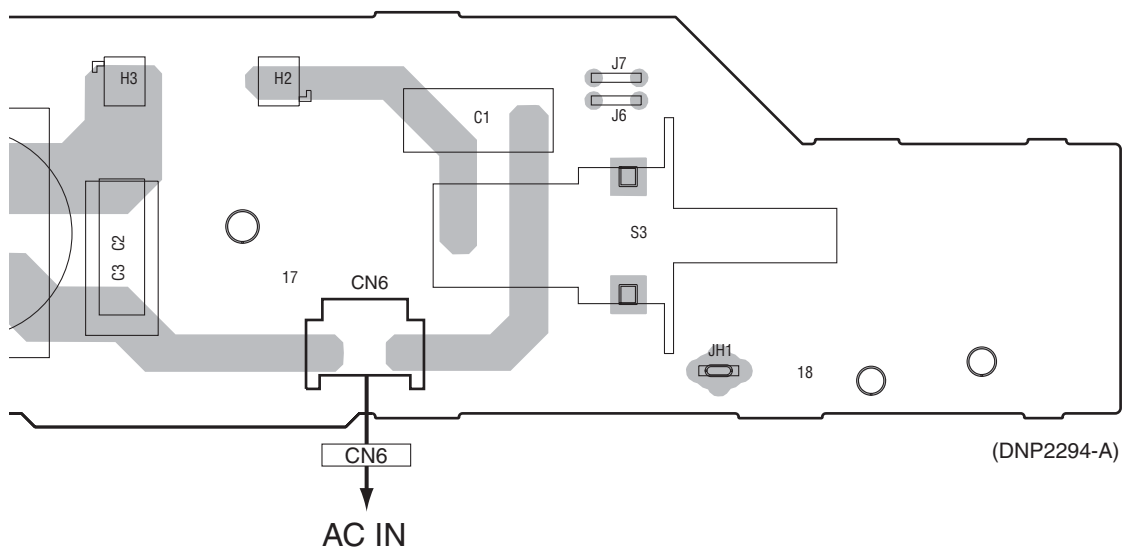 H3
H2
J7
C1
J6
S3
C3 C2
17
CN6
JH1
18
CN6
(DNP2294-A)
AC IN